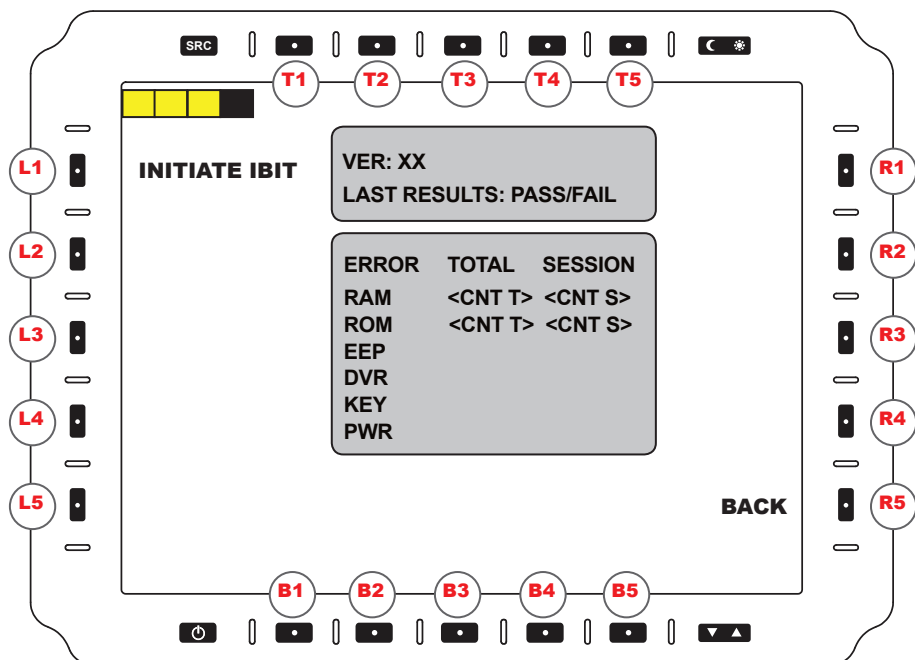 SRC
T1 T2 T3 T4 T5
L1
INITIATE IBIT
VER: XX
LAST RESULTS: PASS/FAIL
R1
L2
ERROR TOTAL SESSION
R2
RAM <CNT T> <CNT S>
ROM <CNT T> <CNT S>
L3
R3
EEP
DVR
KEY
L4
R4
PWR
L5
BACK
R5
B1 B2 B3 B4 B5